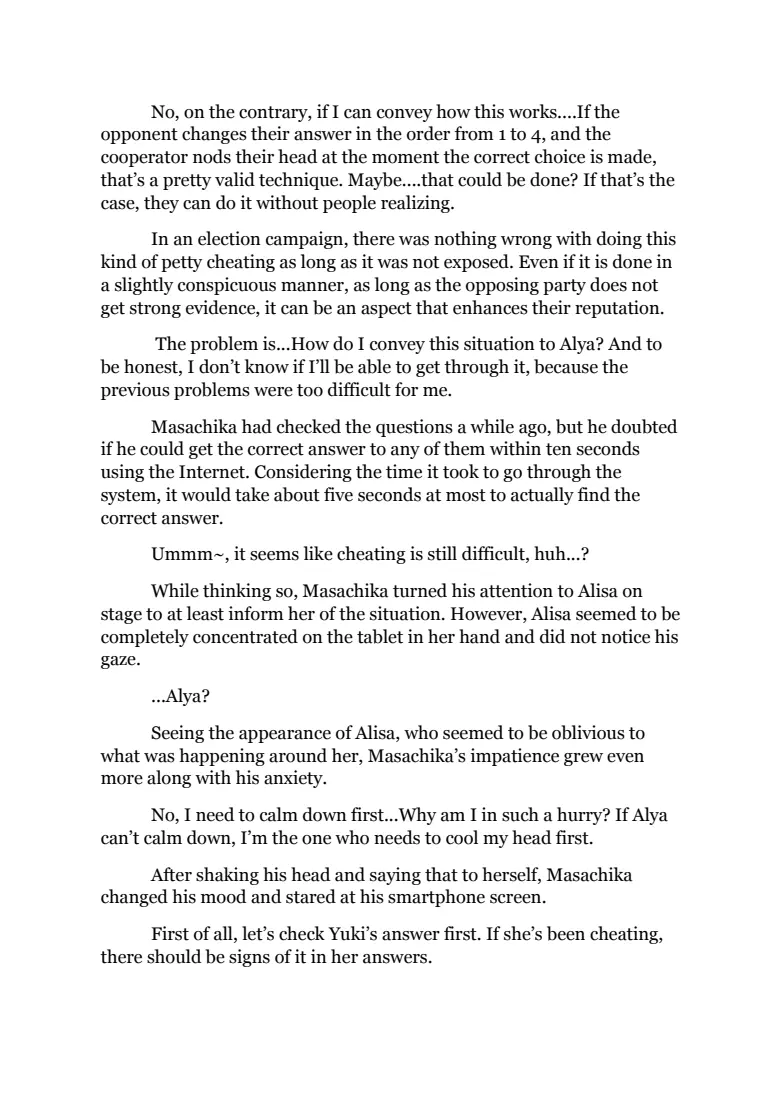 No, on the contrary, if I can convey how this works....If the
opponent changes their answer in the order from 1 to 4, and the
cooperator nods their head at the moment the correct choice is made,
that’s a pretty valid technique. Maybe....that could be done? If that’s the
case, they can do it without people realizing.
In an election campaign, there was nothing wrong with doing this
kind of petty cheating as long as it was not exposed. Even if it is done in
a slightly conspicuous manner, as long as the opposing party does not
get strong evidence, it can be an aspect that enhances their reputation.
The problem is...How do I convey this situation to Alya? And to
be honest, I don’t know if I’ll be able to get through it, because the
previous problems were too difficult for me.
Masachika had checked the questions a while ago, but he doubted
if he could get the correct answer to any of them within ten seconds
using the Internet. Considering the time it took to go through the
system, it would take about five seconds at most to actually find the
correct answer.
Ummm~, it seems like cheating is still difficult, huh...?
While thinking so, Masachika turned his attention to Alisa on
stage to at least inform her of the situation. However, Alisa seemed to be
completely concentrated on the tablet in her hand and did not notice his
gaze.
...Alya?
Seeing the appearance of Alisa, who seemed to be oblivious to
what was happening around her, Masachika’s impatience grew even
more along with his anxiety.
No, I need to calm down first...Why am I in such a hurry? If Alya
can’t calm down, I’m the one who needs to cool my head first.
After shaking his head and saying that to herself, Masachika
changed his mood and stared at his smartphone screen.
First of all, let’s check Yuki’s answer first. If she’s been cheating,
there should be signs of it in her answers.